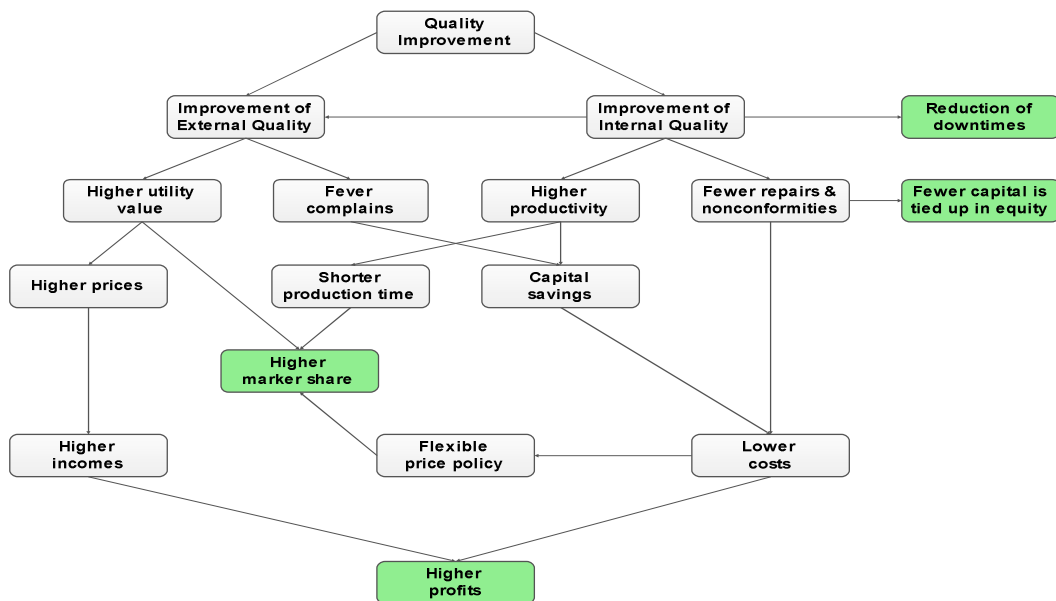 Quality
Improvement
Improvement of
External Quality
Improvement of
Internal Quality
Reduction of
downtimes
Higher utility
value
Fever
complains
Higher
productivity
Fewer repairs &
nonconformities
Fewer capital is
tied up in equity
Higher prices
Shorter
production time
Capital
savings
Higher
marker share
Higher
incomes
Flexible
price policy
Lower
costs
Higher
profits